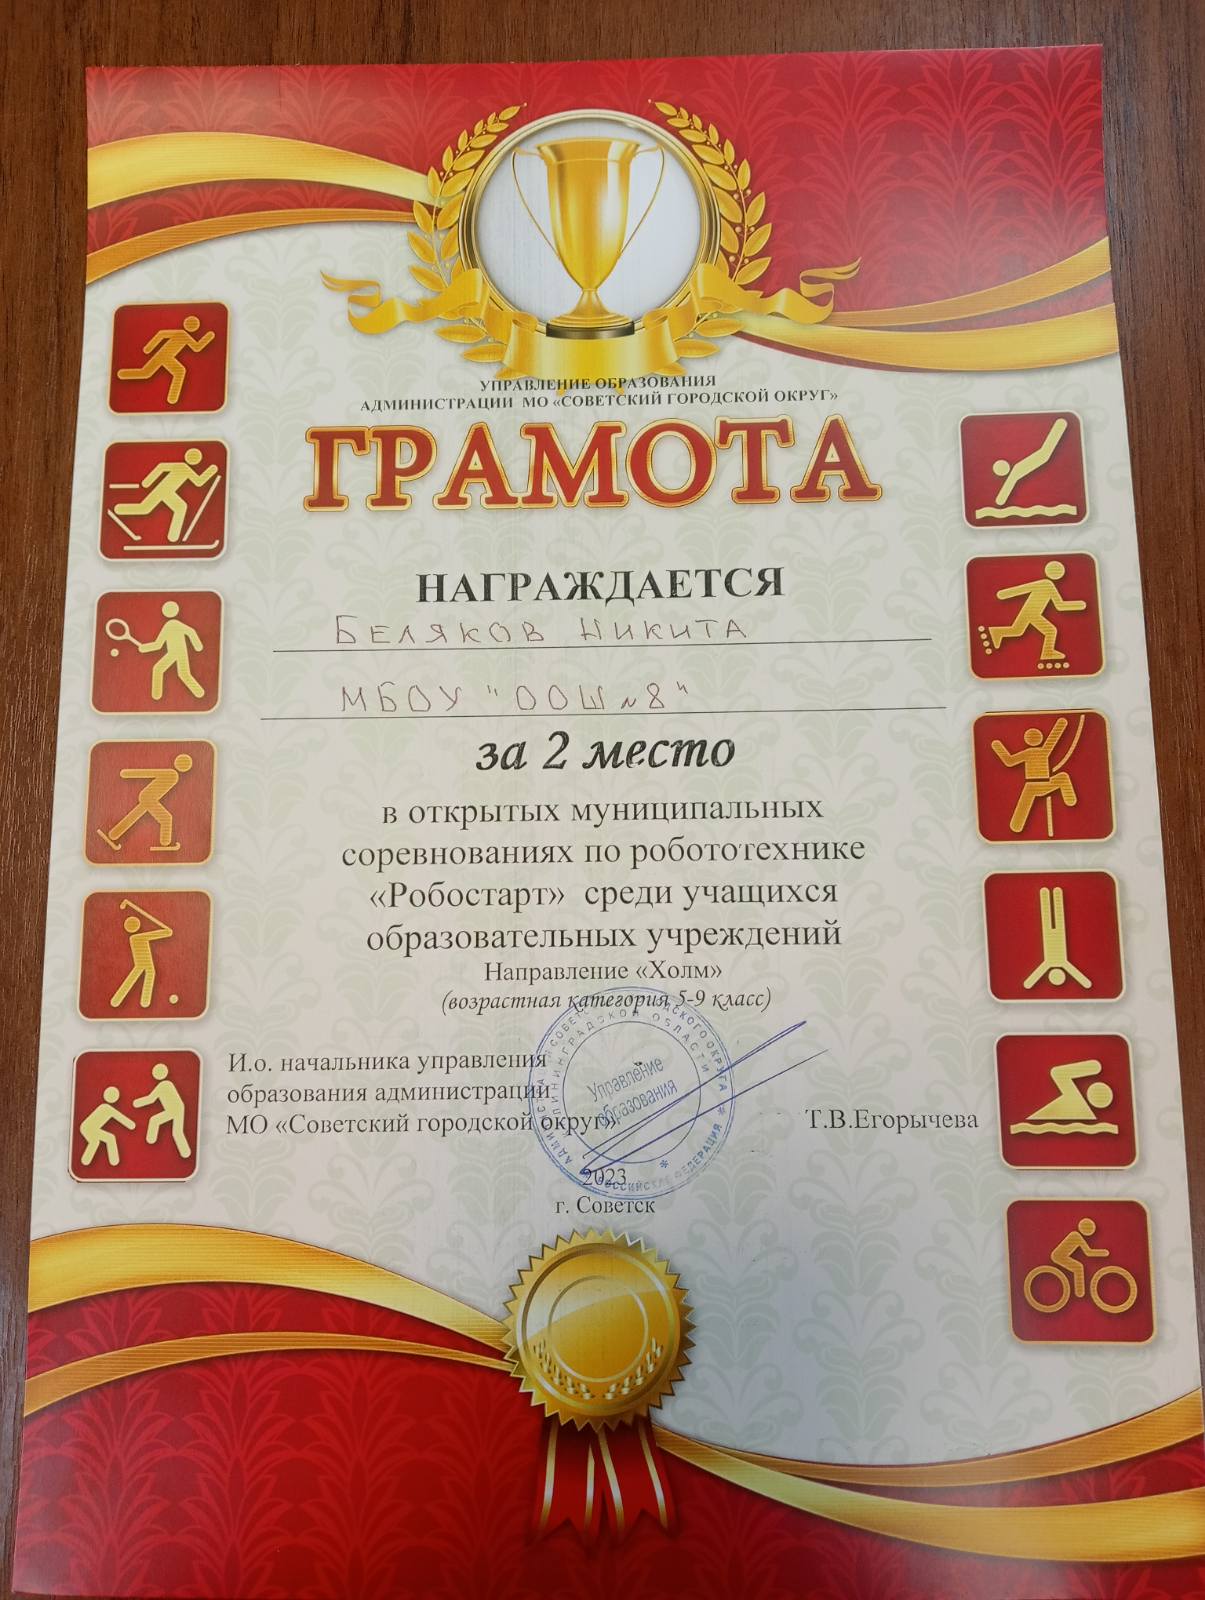 УПРАВЛЕНИЕ ОБРАЗОВАНИЯ
АДМИНИСТРАЦИИ МО «СОВЕТСКИЙ ГОРОДСКОЙ ОКРУГ»
ГРАМОТА
НАГРАЖДАЕТСЯ
БЕЛЯКОВ НИКИТА
МБОУ "ООШ №8"
за 2 место
в открытых муниципальных
соревнованиях по робототехнике
«Робостарт» среди учащихся
образовательных учреждений
Направление «Холм»
(возрастная категория 5-9 класс)
И.о. начальника управления
образования администрации
МО «Советский городской округ»
Т.В.Егорычева
Управление
образования
2023
г. Советск